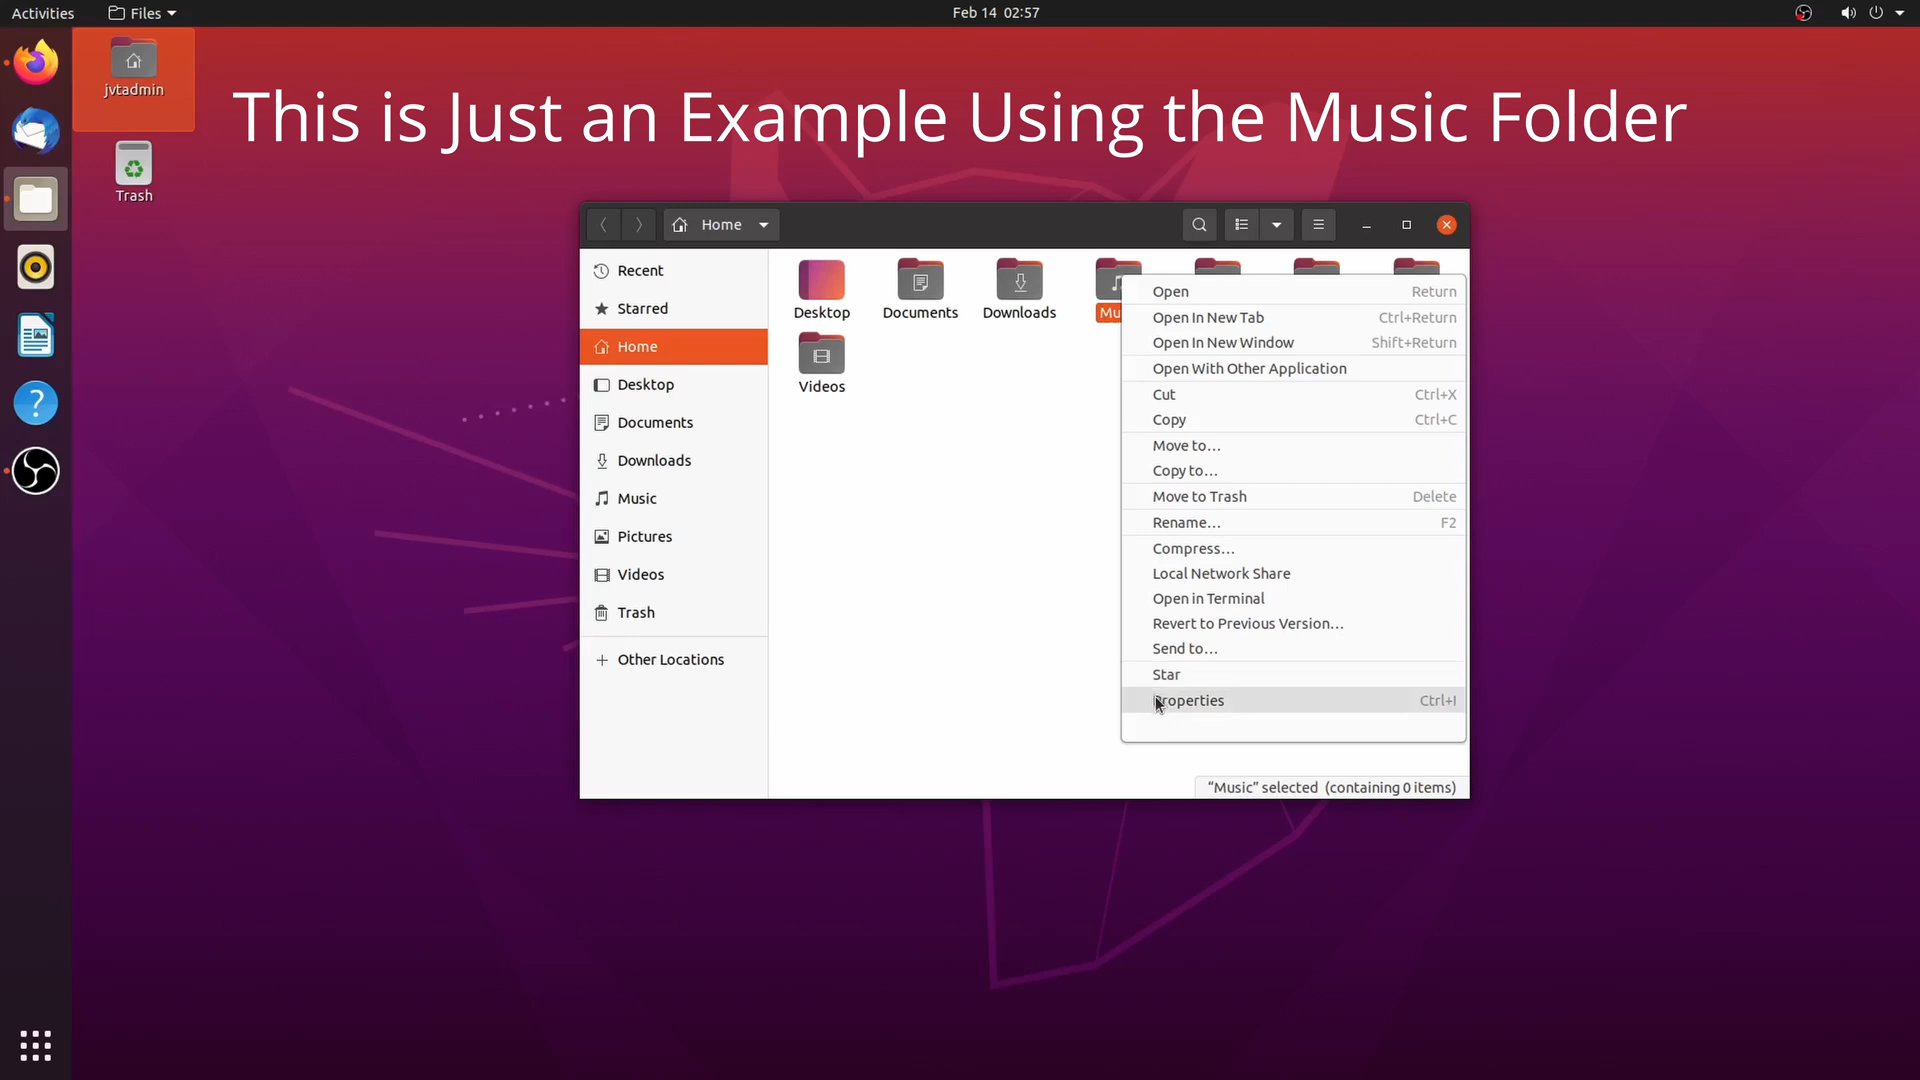 Activities
Files
Feb 14 02:57
jvtadmin
Trash
This is Just an Example Using the Music Folder
Home
Recent
Starred
Home
Desktop
Documents
Downloads
Music
Pictures
Videos
Trash
Other Locations
Desktop
Documents
Downloads
Mu
Videos
Open Return
Open In New Tab Ctrl+Return
Open In New Window Shift+Return
Open With Other Application
Cut Ctrl+X
Copy Ctrl+C
Move to…
Copy to…
Move to Trash Delete
Rename… F2
Compress…
Local Network Share
Open in Terminal
Revert to Previous Version…
Send to…
Star
Properties Ctrl+I
“Music” selected (containing 0 items)